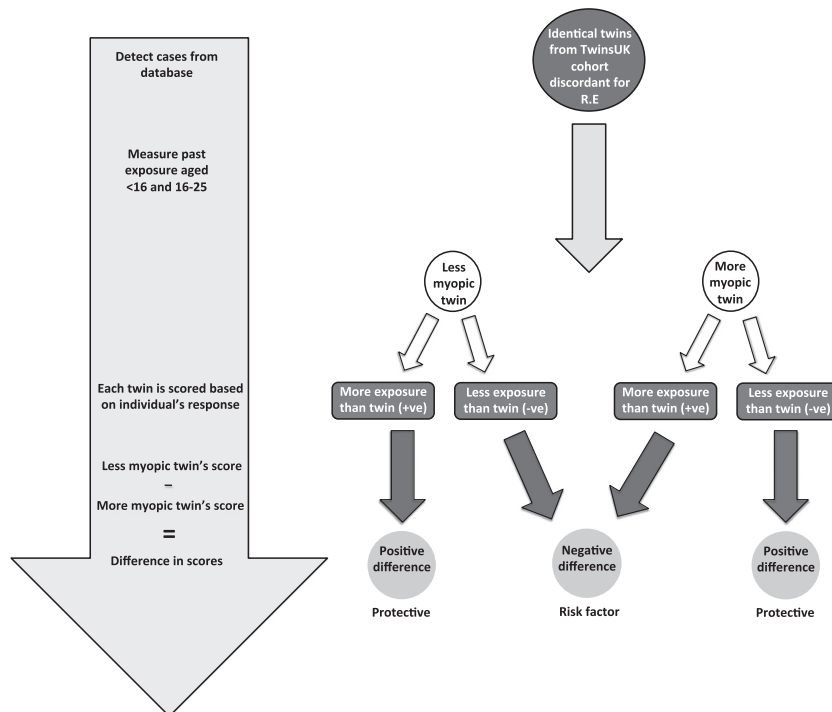 Detect cases from
database
Measure past
exposure aged
<16 and 16-25
Each twin is scored based
on individual's response
Less myopic twin's score
–
More myopic twin's score
=
Difference in scores
Identical twins
from TwinsUK
cohort
discordant for
R.E
Less
myopic
twin
More
myopic
twin
More exposure
than twin (+ve)
Less exposure
than twin (-ve)
More exposure
than twin (+ve)
Less exposure
than twin (-ve)
Positive
difference
Negative
difference
Positive
difference
Protective
Risk factor
Protective